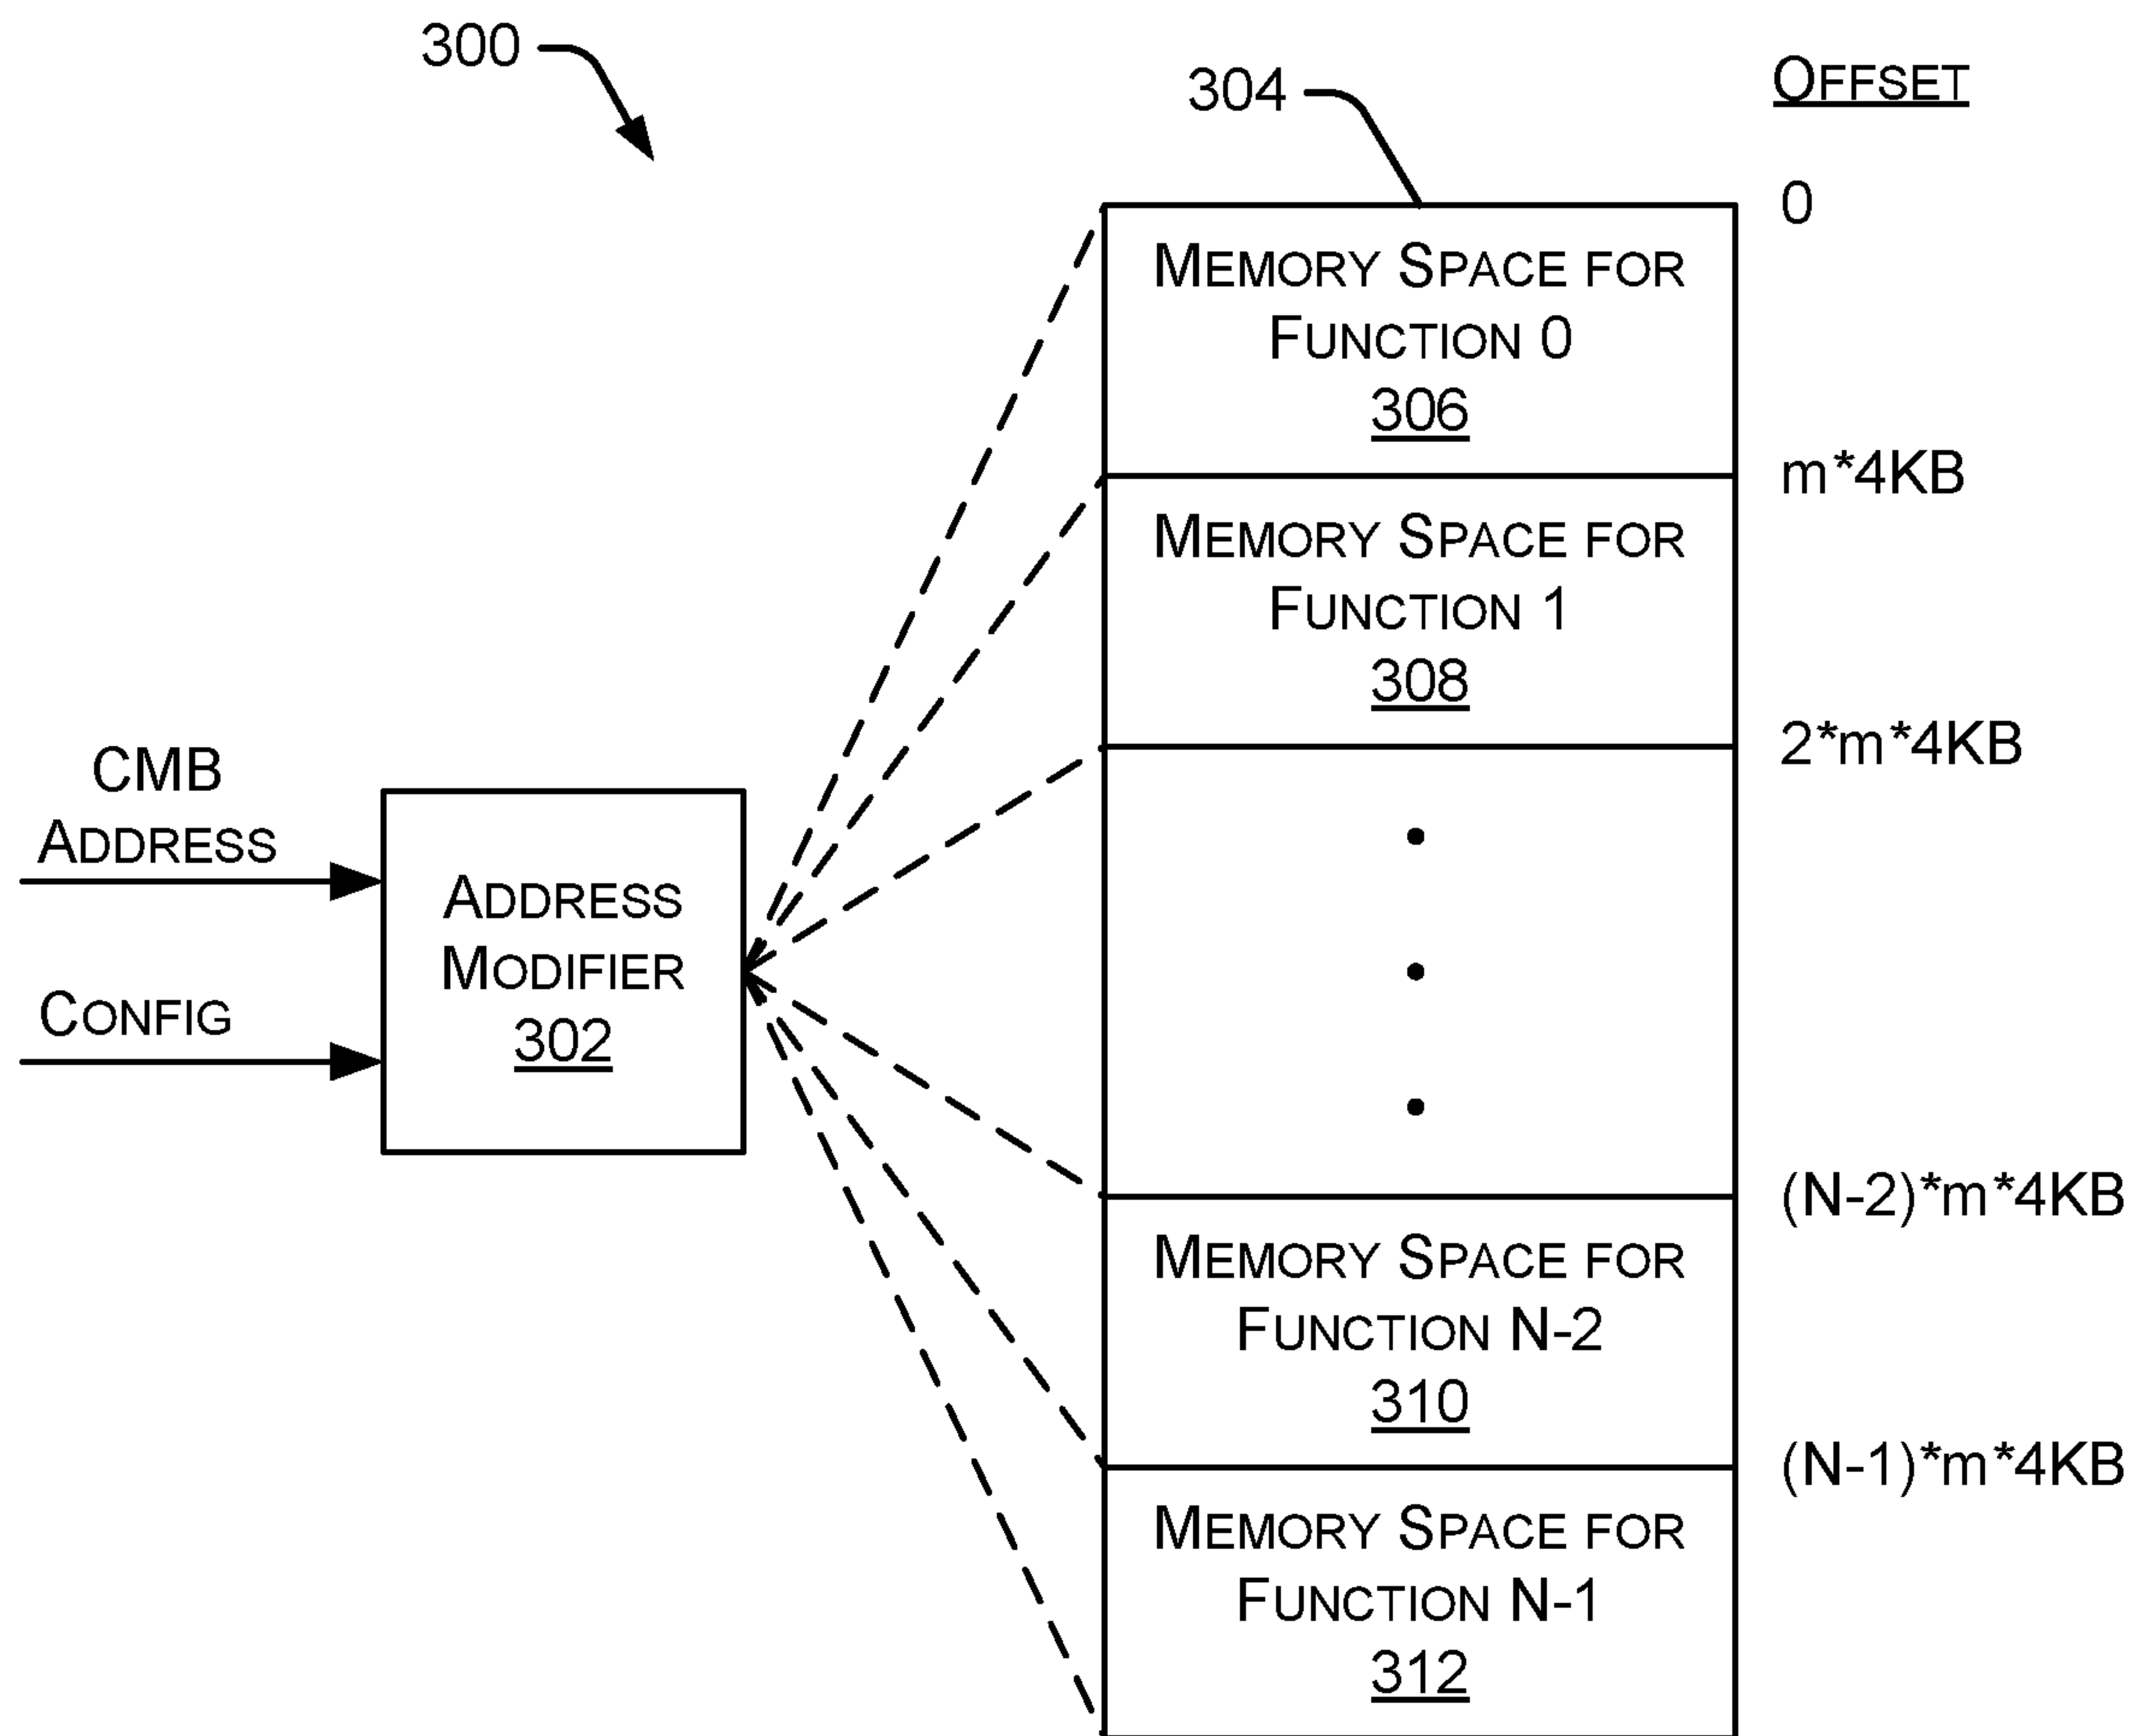 300
304
OFFSET
0
MEMORY SPACE FOR
FUNCTION 0
306
m*4KB
MEMORY SPACE FOR
FUNCTION 1
308
2*m*4KB
CMB
ADDRESS
CONFIG
ADDRESS
MODIFIER
302
(N-2)*m*4KB
MEMORY SPACE FOR
FUNCTION N-2
310
(N-1)*m*4KB
MEMORY SPACE FOR
FUNCTION N-1
312